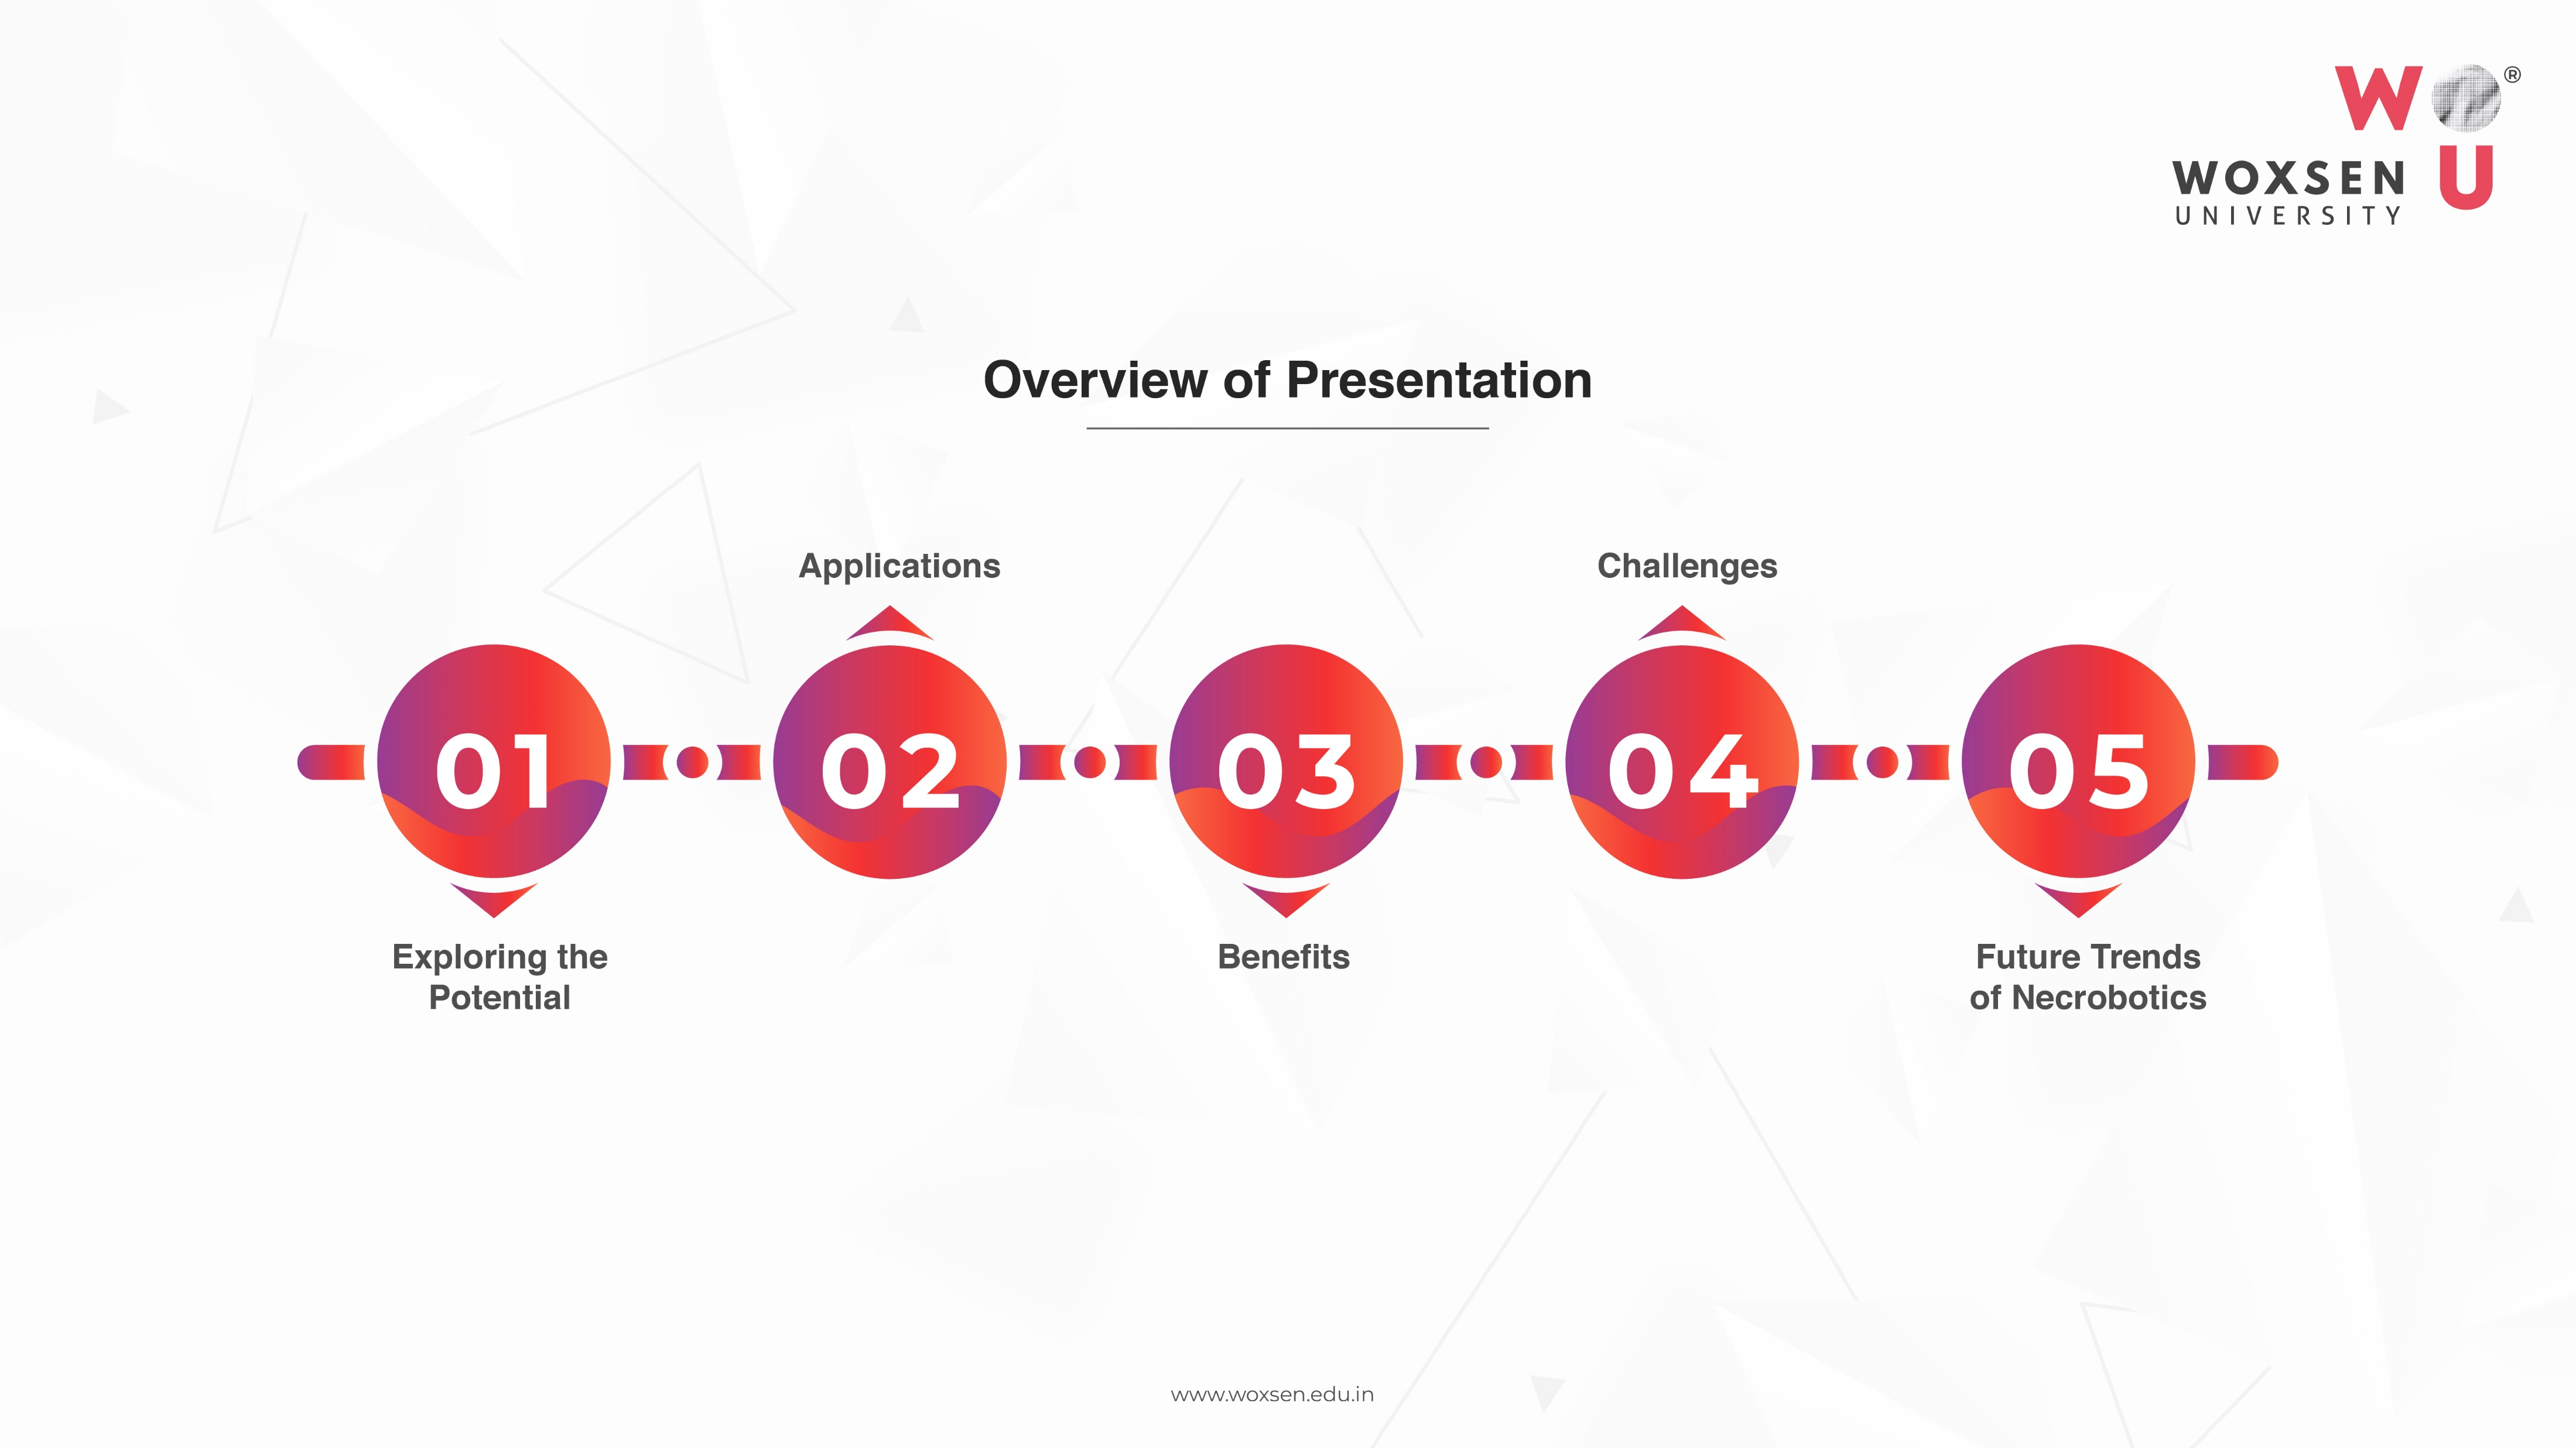 W ®
WOXSEN U
UNIVERSITY
Overview of Presentation
Applications
Challenges
01
02
03
04
05
Exploring the
Potential
Benefits
Future Trends
of Necrobotics
www.woxsen.edu.in